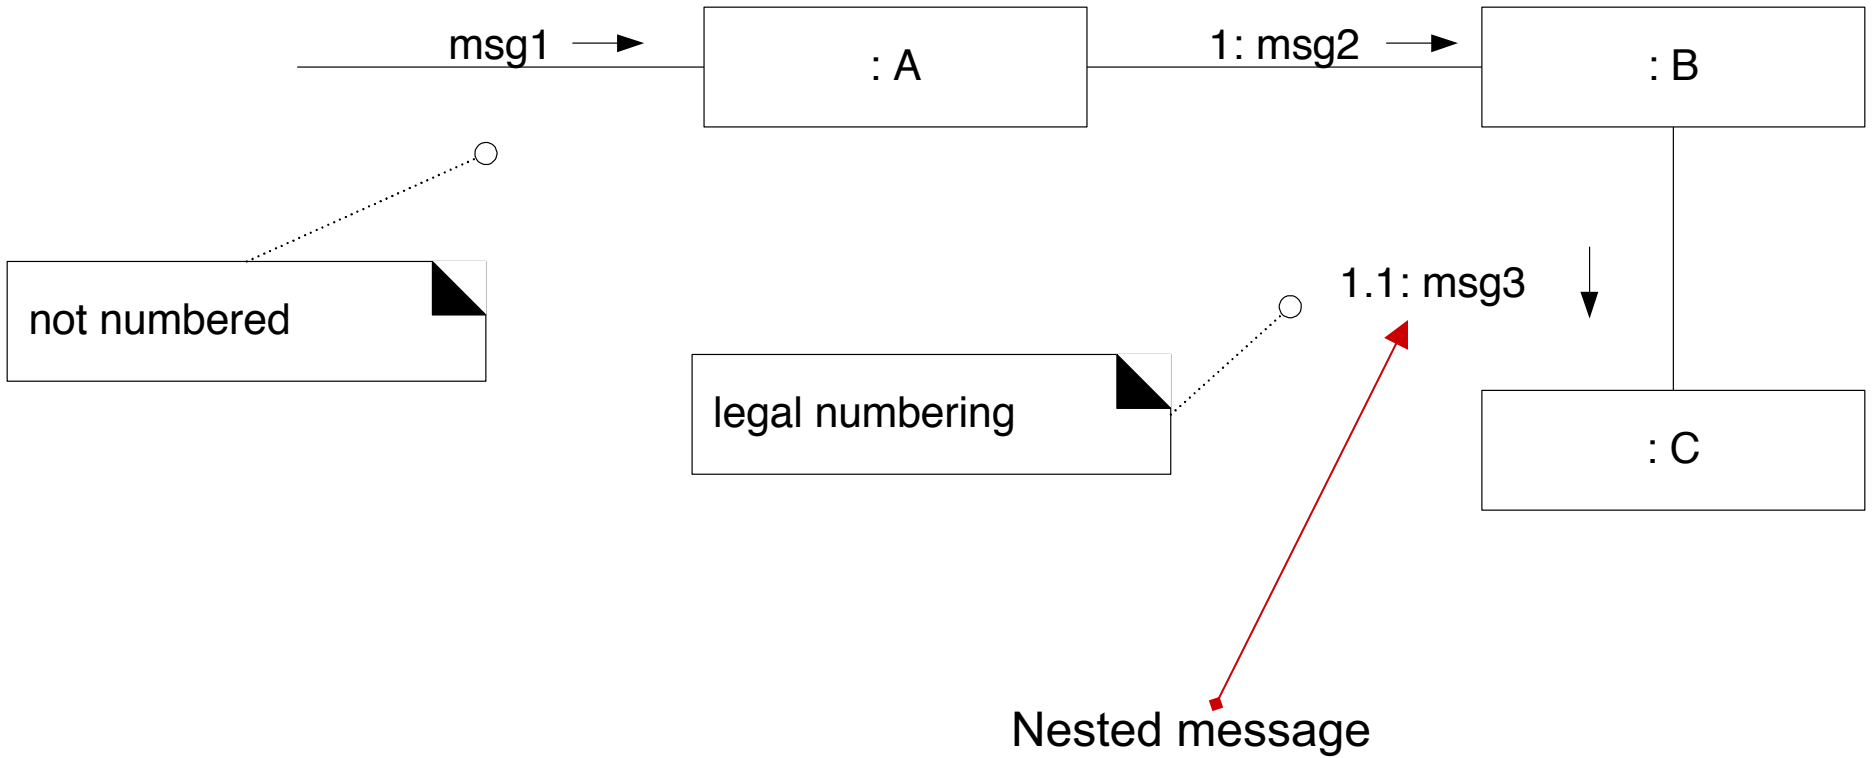 msg1
: A
1: msg2
: B
1.1: msg3
not numbered
legal numbering
: C
Nested message